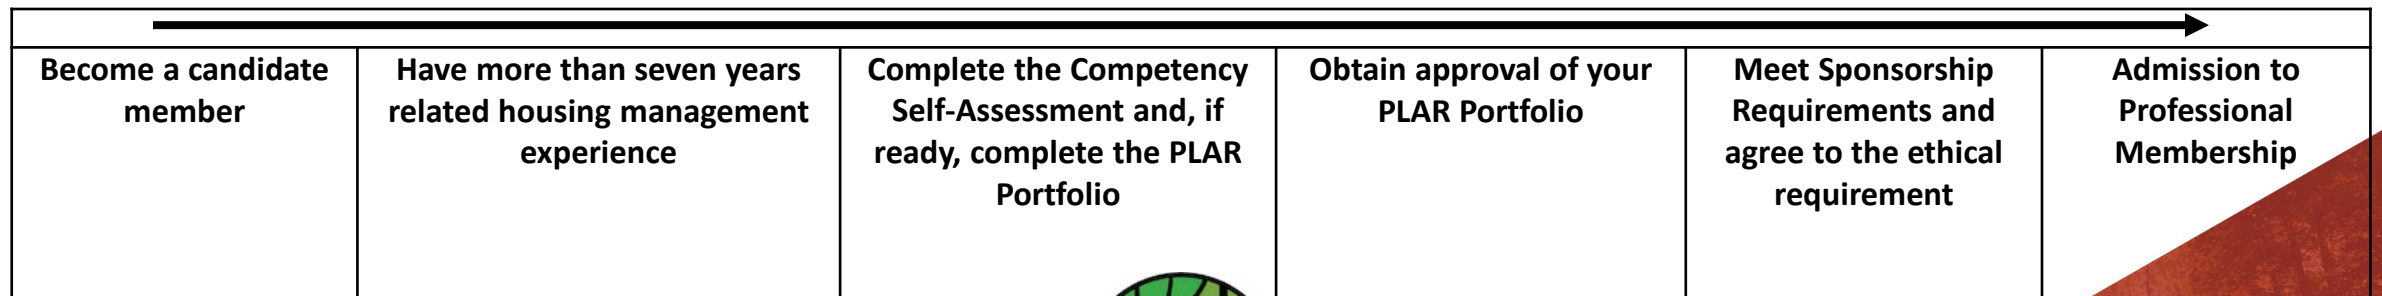 Become a candidate
member
Have more than seven years
related housing management
experience
Complete the Competency
Self-Assessment and, if
ready, complete the PLAR
Portfolio
Obtain approval of your
PLAR Portfolio
Meet Sponsorship
Requirements and
agree to the ethical
requirement
Admission to
Professional
Membership